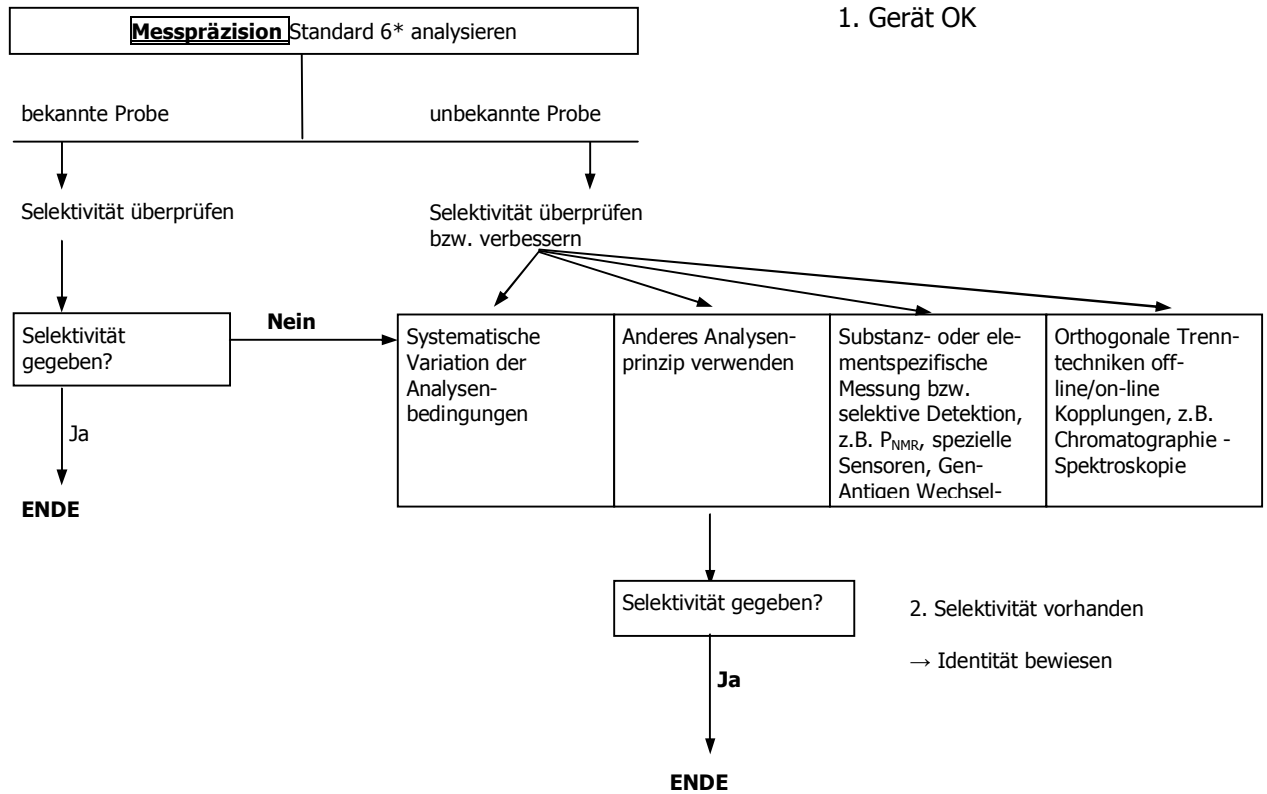 Messpräzision Standard 6* analysieren
1. Gerät OK
bekannte Probe
unbekannte Probe
Selektivität überprüfen
Selektivität überprüfen
bzw. verbessern
Selektivität
gegeben?
Nein
Systematische
Variation der
Analysen-
bedingungen
Anderes Analysen-
prinzip verwenden
Substanz- oder ele-
mentspezifische
Messung bzw.
selektive Detektion,
z.B. PNMR, spezielle
Sensoren, Gen-
Antigen Wechsel-
Orthogonale Trenn-
techniken off-
line/on-line
Kopplungen, z.B.
Chromatographie -
Spektroskopie
Ja
ENDE
Selektivität gegeben?
2. Selektivität vorhanden
→ Identität bewiesen
Ja
ENDE